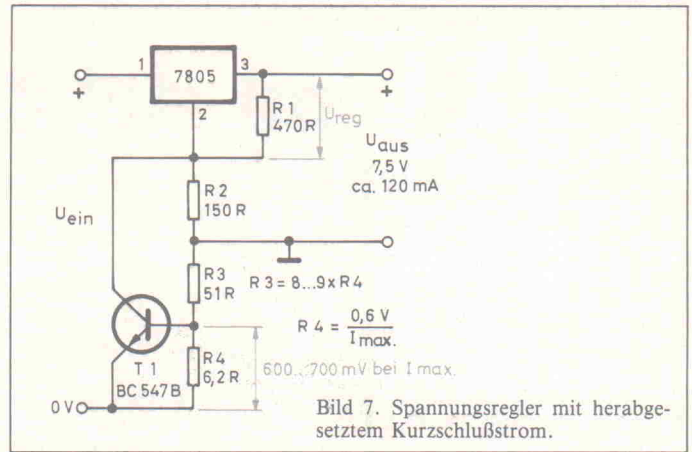 1
7805
3
+
2
R 1
470 R
Ureg
+
Uaus
7,5 V
ca. 120 mA
R 2
150 R
Uein
R 3
51 R
R 3 = 8...9 x R 4
R 4 = 0,6 V / I max.
T 1
BC 547 B
R 4
6,2 R
600...700 mV bei I max.
0 V
Bild 7. Spannungsregler mit herabge-
setztem Kurzschlußstrom.